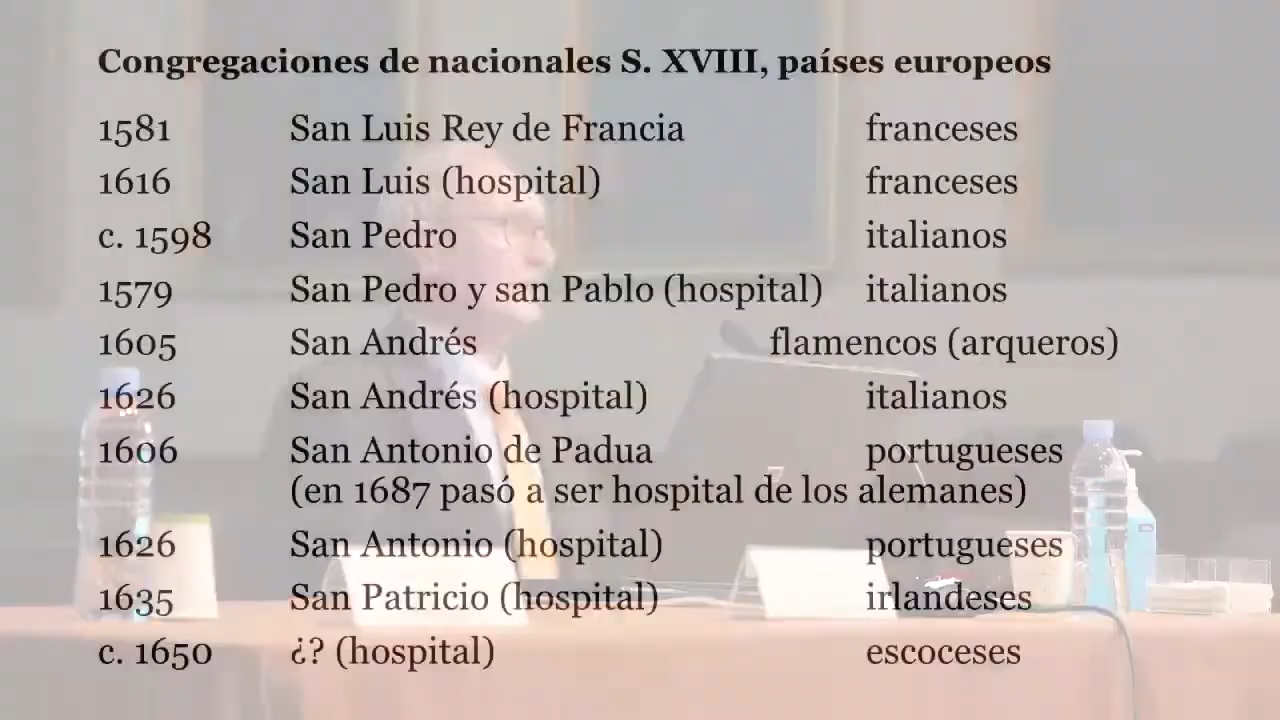 Congregaciones de nacionales S. XVIII, países europeos
1581 San Luis Rey de Francia franceses
1616 San Luis (hospital) franceses
c. 1598 San Pedro italianos
1579 San Pedro y san Pablo (hospital) italianos
1605 San Andrés flamencos (arqueros)
1626 San Andrés (hospital) italianos
1606 San Antonio de Padua portugueses
(en 1687 pasó a ser hospital de los alemanes)
1626 San Antonio (hospital) portugueses
1635 San Patricio (hospital) irlandeses
c. 1650 ¿? (hospital) escoceses